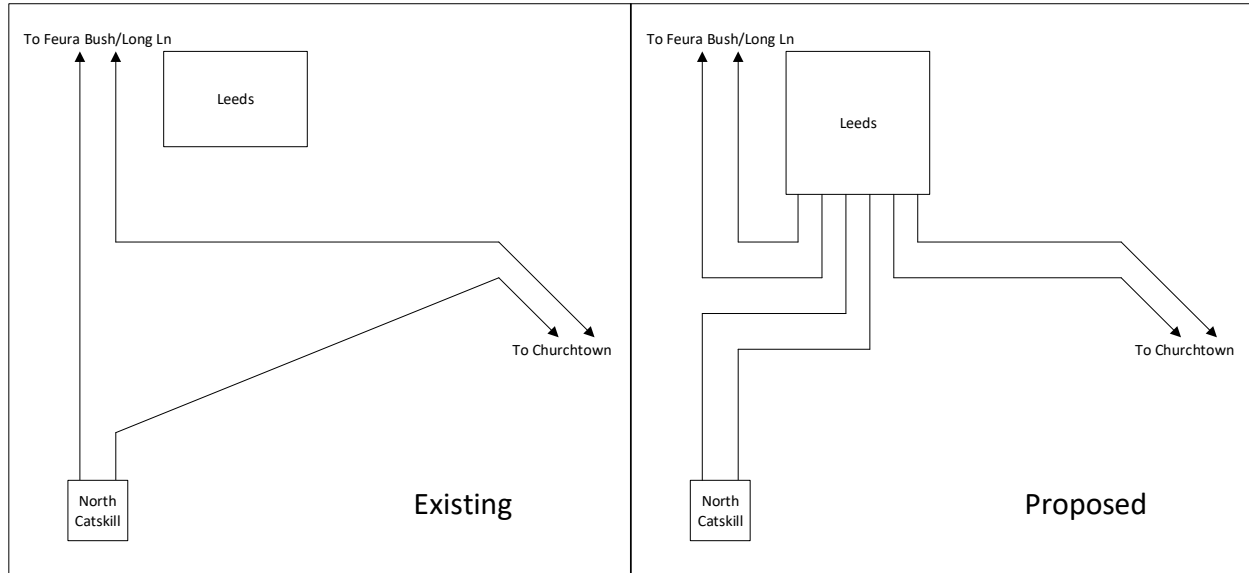 To Feura Bush/Long Ln
Leeds
To Churchtown
North
Catskill
Existing
To Feura Bush/Long Ln
Leeds
To Churchtown
North
Catskill
Proposed